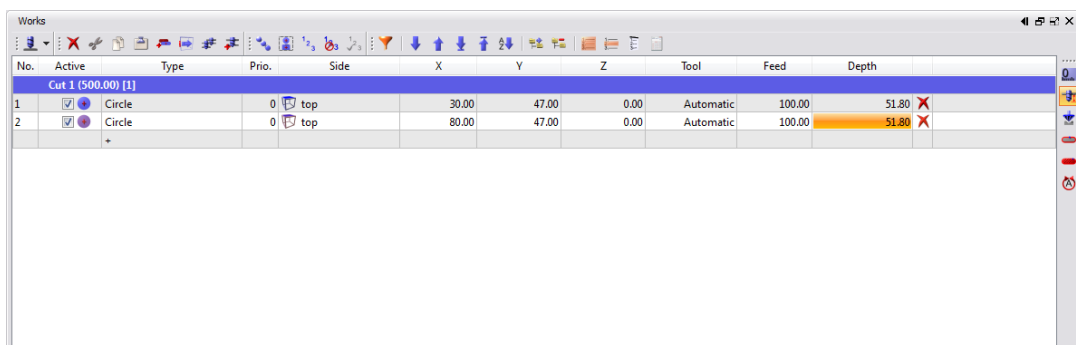 Works
No. Active Type Prio. Side X Y Z Tool Feed Depth
Cut 1 (500.00) [1]
1 Circle 0 top 30.00 47.00 0.00 Automatic 100.00 51.80
2 Circle 0 top 80.00 47.00 0.00 Automatic 100.00 51.80
+